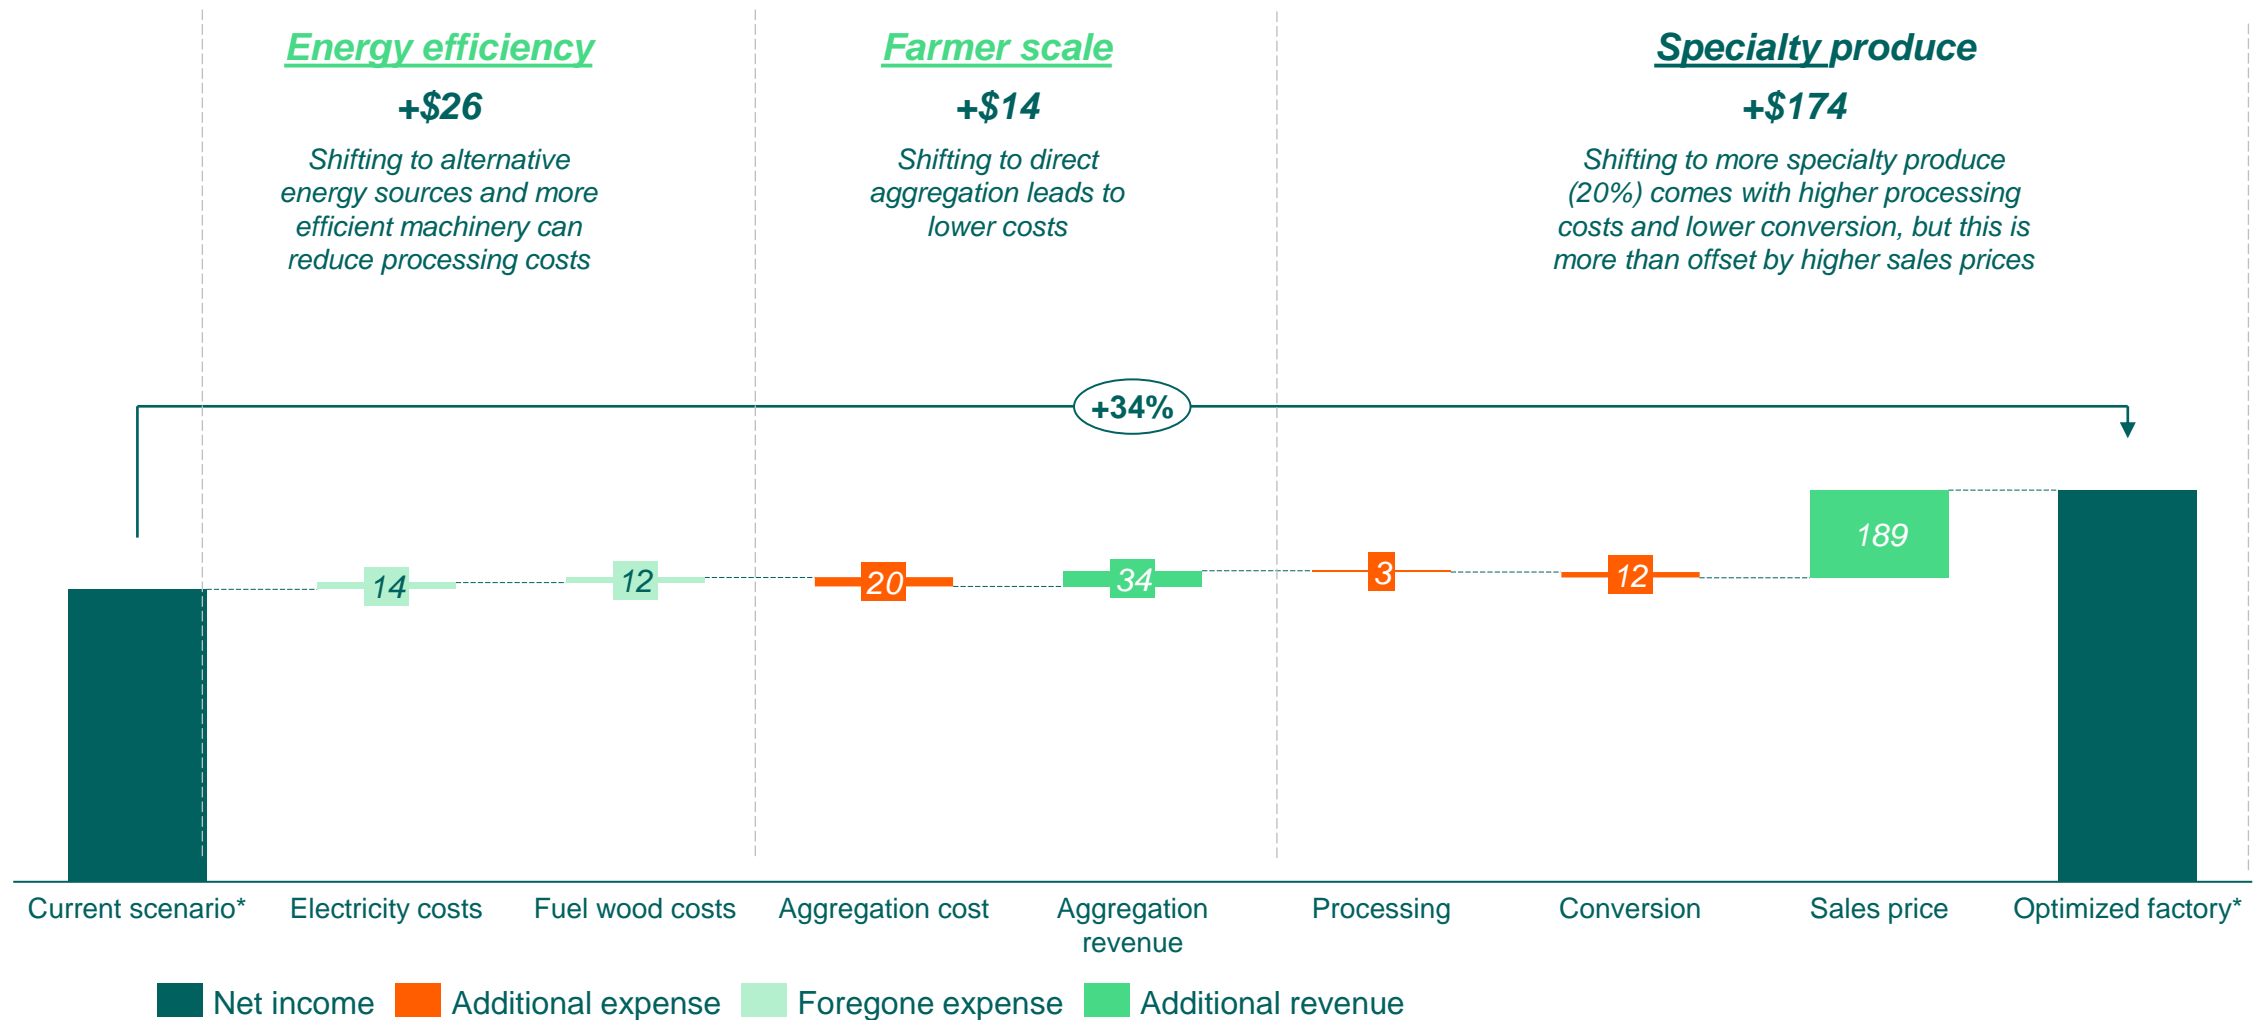 Energy efficiency
+$26
Shifting to alternative
energy sources and more
efficient machinery can
reduce processing costs
Farmer scale
+$14
Shifting to direct
aggregation leads to
lower costs
Specialty produce
+$174
Shifting to more specialty produce
(20%) comes with higher processing
costs and lower conversion, but this is
more than offset by higher sales prices
+34%
14
12
20
34
3
12
189
Current scenario*
Electricity costs
Fuel wood costs
Aggregation cost
Aggregation
revenue
Processing
Conversion
Sales price
Optimized factory*
Net income
Additional expense
Foregone expense
Additional revenue